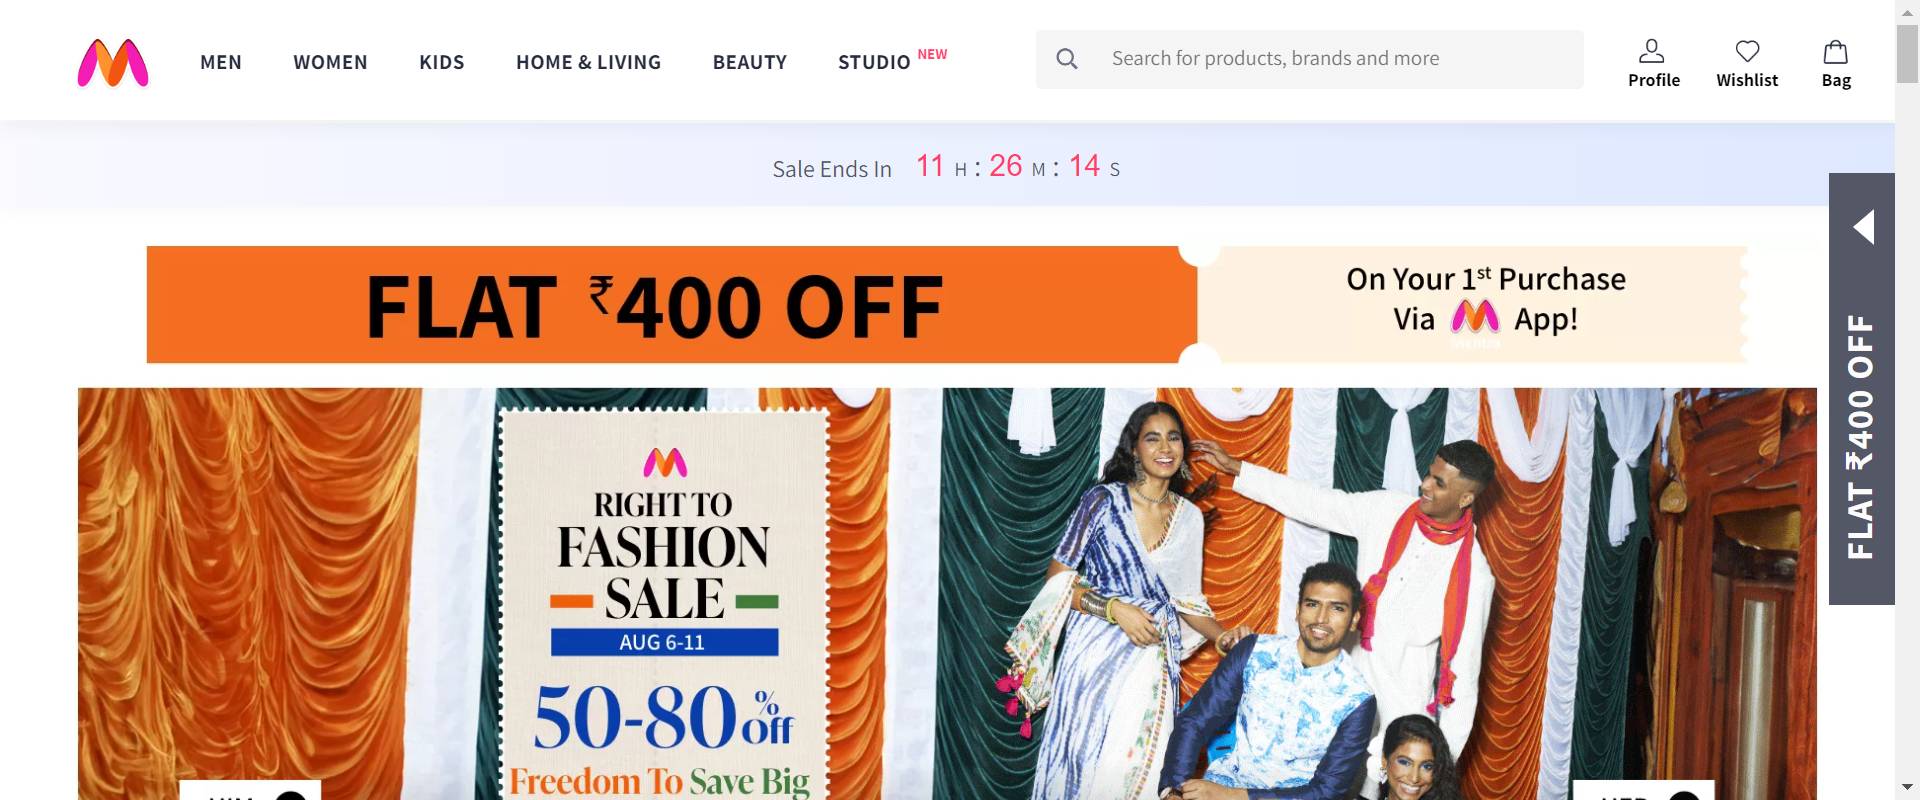 MEN WOMEN KIDS HOME & LIVING BEAUTY STUDIO NEW
Search for products, brands and more
Profile Wishlist Bag
Sale Ends In 11 H : 26 M : 14 S
FLAT ₹400 OFF
On Your 1st Purchase
Via App!
FLAT ₹400 OFF
RIGHT TO
FASHION
SALE
AUG 6-11
50-80% off
Freedom To Save Big